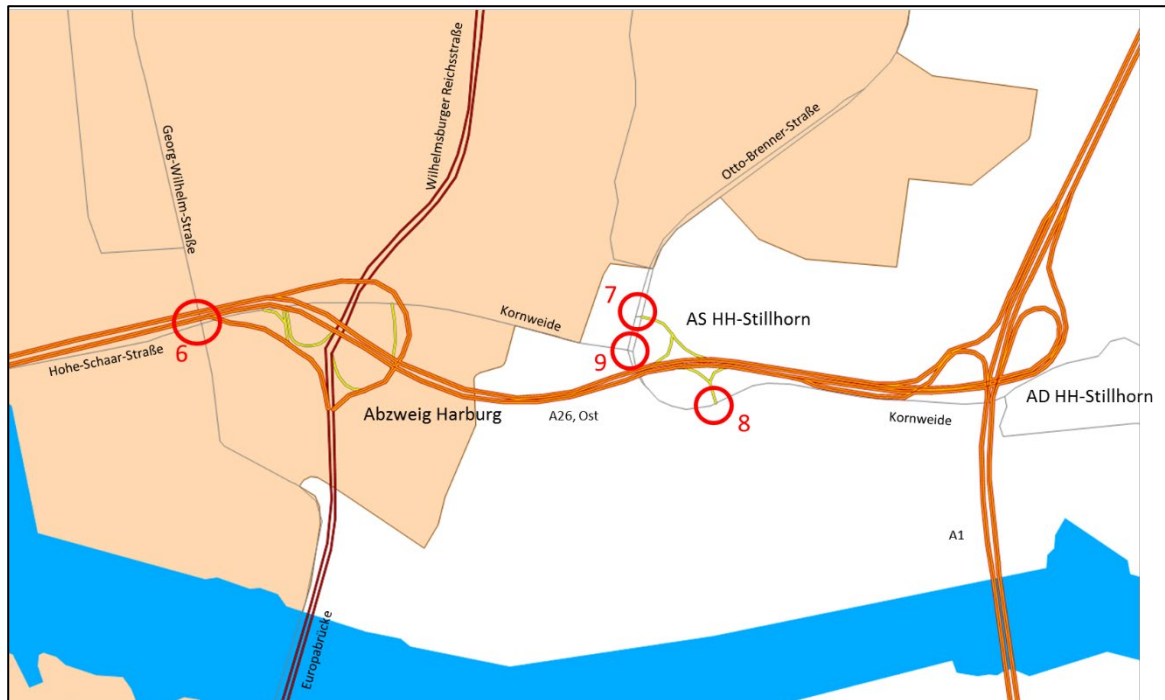 Georg-Wilhelm-Straße
Wilhelmsburger Reichsstraße
Otto-Brenner-Straße
7
AS HH-Stillhorn
Kornweide
9
6
Hohe-Schaar-Straße
AD HH-Stillhorn
Abzweig Harburg
A26, Ost
8
Kornweide
A1
Europabrücke